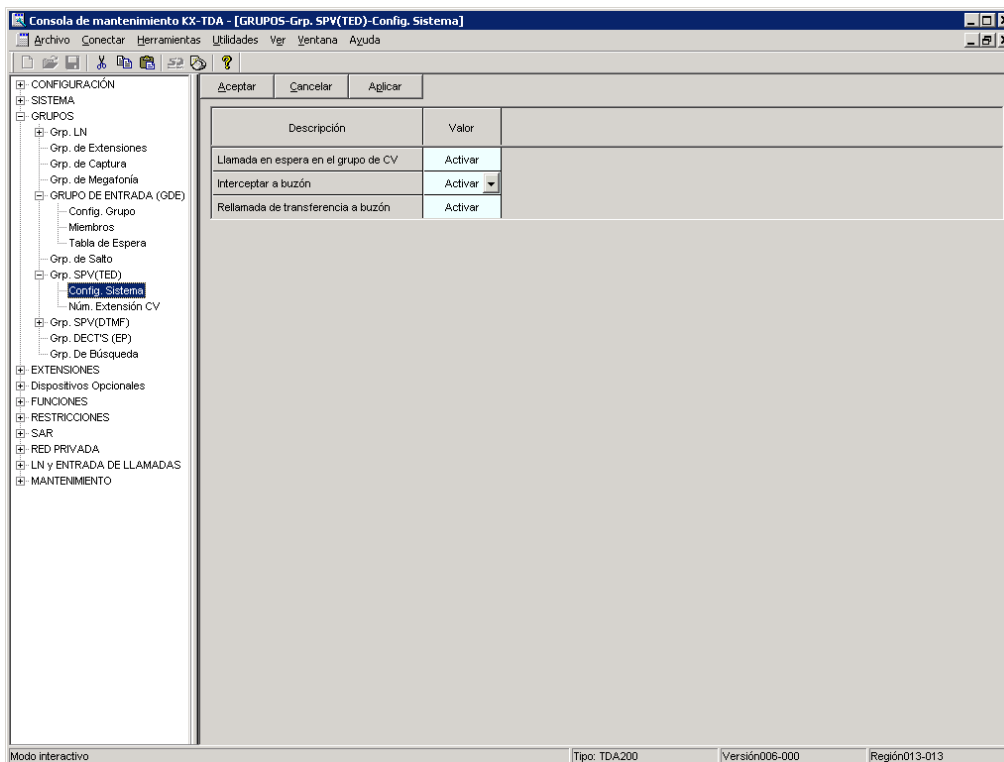 Consola de mantenimiento KX-TDA - [GRUPOS-Grp. SPV(TED)-Config. Sistema]
Archivo Conectar Herramientas Utilidades Ver Ventana Ayuda
CONFIGURACIÓN
SISTEMA
GRUPOS
Grp. LN
Grp. de Extensiones
Grp. de Captura
Grp. de Megafonía
GRUPO DE ENTRADA (GDE)
Config. Grupo
Miembros
Tabla de Espera
Grp. de Salto
Grp. SPV(TED)
Config. Sistema
Núm. Extensión CV
Grp. SPV(DTMF)
Grp. DECT'S (EP)
Grp. De Búsqueda
EXTENSIONES
Dispositivos Opcionales
FUNCIONES
RESTRICCIONES
SAR
RED PRIVADA
LN y ENTRADA DE LLAMADAS
MANTENIMIENTO
Aceptar Cancelar Aplicar
Descripción Valor
Llamada en espera en el grupo de CV Activar
Interceptar a buzón Activar
Rellamada de transferencia a buzón Activar
Modo interactivo Tipo: TDA200 Versión006-000 Región013-013